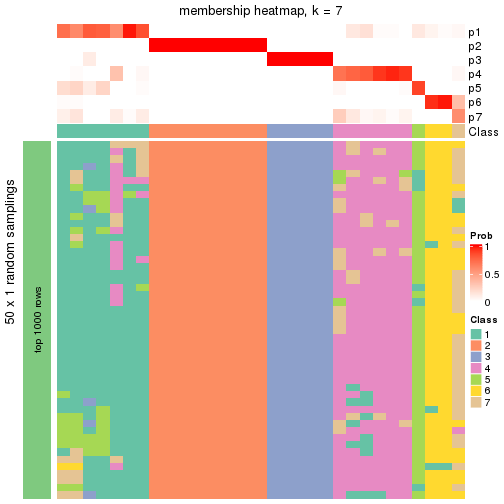 membership heatmap, k = 7
p1
p2
p3
p4
p5
p6
p7
Class
50 x 1 random samplings
top 1000 rows
Prob
1
0.5
0
Class
1
2
3
4
5
6
7